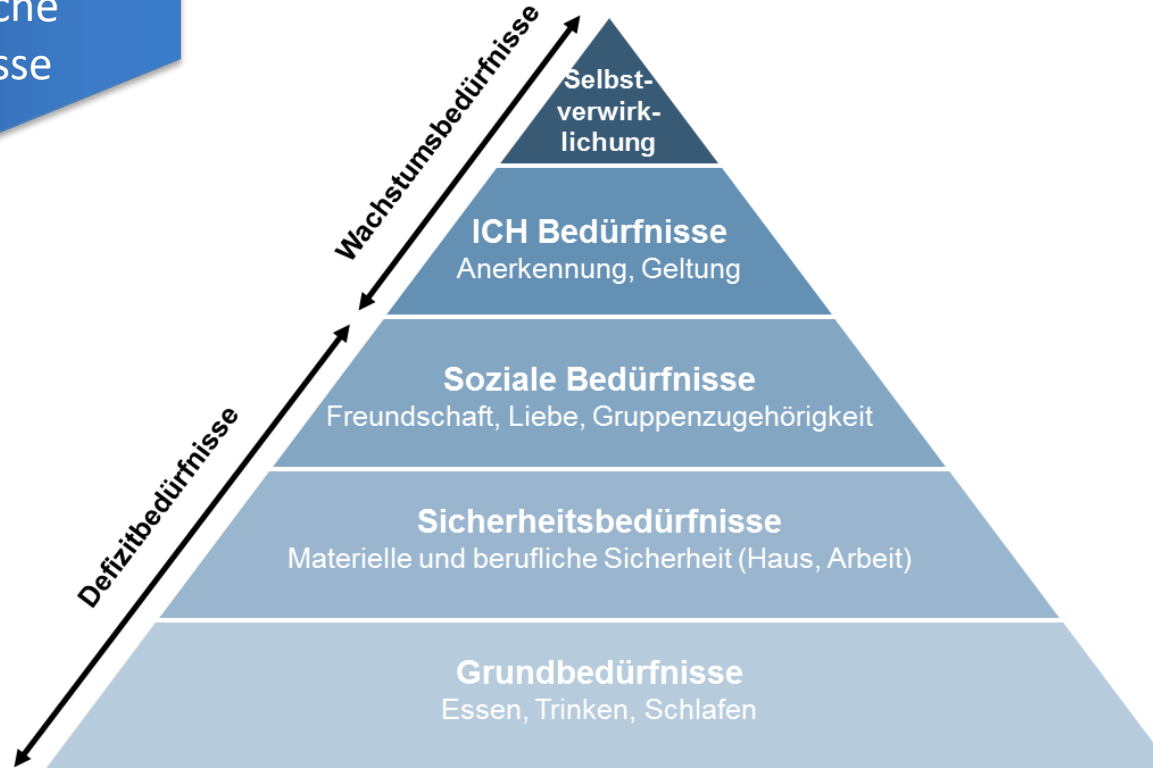 che
sse
Wachstumsbedürfnisse
Defizitbedürfnisse
Selbst-
verwirk-
lichung
ICH Bedürfnisse
Anerkennung, Geltung
Soziale Bedürfnisse
Freundschaft, Liebe, Gruppenzugehörigkeit
Sicherheitsbedürfnisse
Materielle und berufliche Sicherheit (Haus, Arbeit)
Grundbedürfnisse
Essen, Trinken, Schlafen